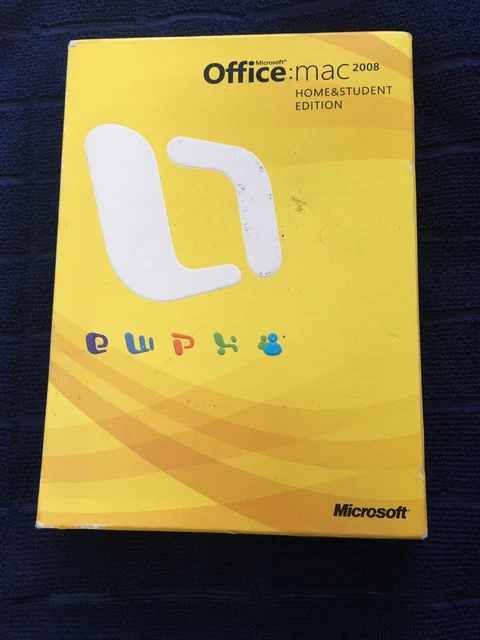 Microsoft®
Office:mac 2008
HOME&STUDENT
EDITION
e w p x
Microsoft®